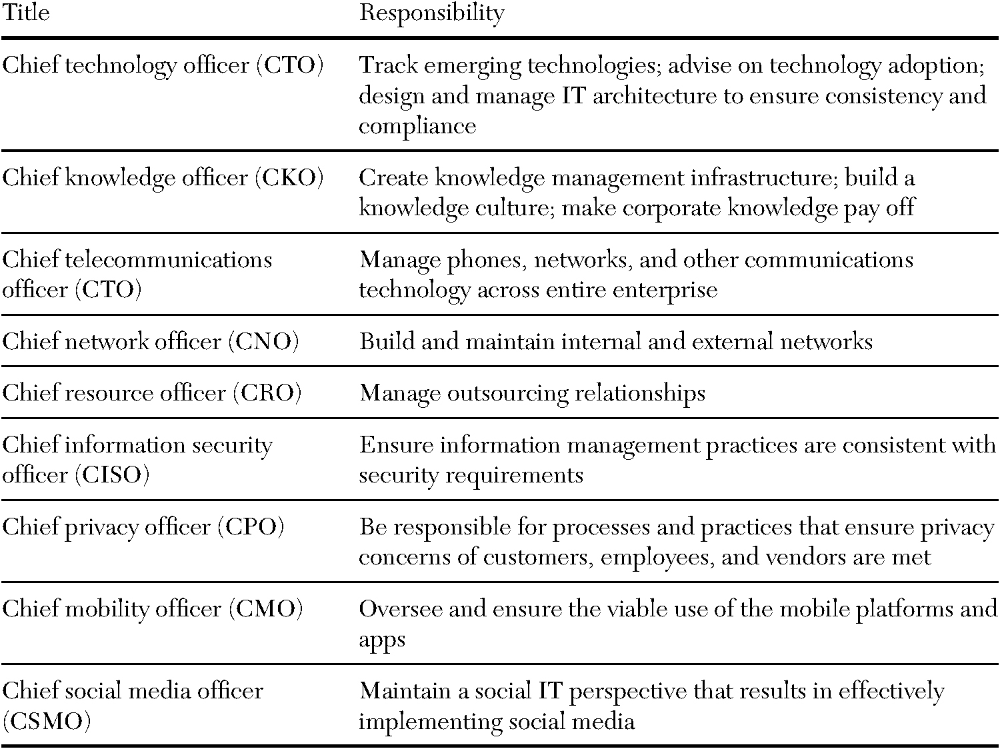 Title Responsibility
Chief technology officer (CTO) Track emerging technologies; advise on technology adoption;
design and manage IT architecture to ensure consistency and
compliance
Chief knowledge officer (CKO) Create knowledge management infrastructure; build a
knowledge culture; make corporate knowledge pay off
Chief telecommunications Manage phones, networks, and other communications
officer (CTO) technology across entire enterprise
Chief network officer (CNO) Build and maintain internal and external networks
Chief resource officer (CRO) Manage outsourcing relationships
Chief information security Ensure information management practices are consistent with
officer (CISO) security requirements
Chief privacy officer (CPO) Be responsible for processes and practices that ensure privacy
concerns of customers, employees, and vendors are met
Chief mobility officer (CMO) Oversee and ensure the viable use of the mobile platforms and
apps
Chief social media officer Maintain a social IT perspective that results in effectively
(CSMO) implementing social media